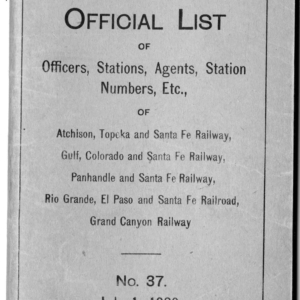 OFFICIAL LIST
OF
Officers, Stations, Agents, Station
Numbers, Etc.,
OF
Atchison, Topeka and Santa Fe Railway,
Gulf, Colorado and Santa Fe Railway,
Panhandle and Santa Fe Railway,
Rio Grande, El Paso and Santa Fe Railroad,
Grand Canyon Railway
No. 37.